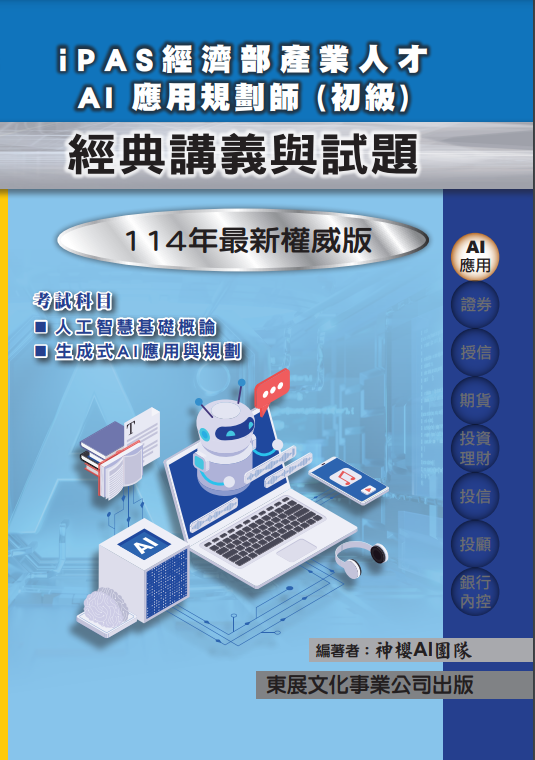 iPAS經濟部產業人才
AI 應用規劃師 (初級)
經典講義與試題
114年最新權威版
考試科目
■ 人工智慧基礎概論
■ 生成式AI應用與規劃
AI
應用
證券
授信
期貨
投資
理財
投信
投顧
銀行
內控
T
AI
編著者：神櫻AI團隊
東展文化事業公司出版